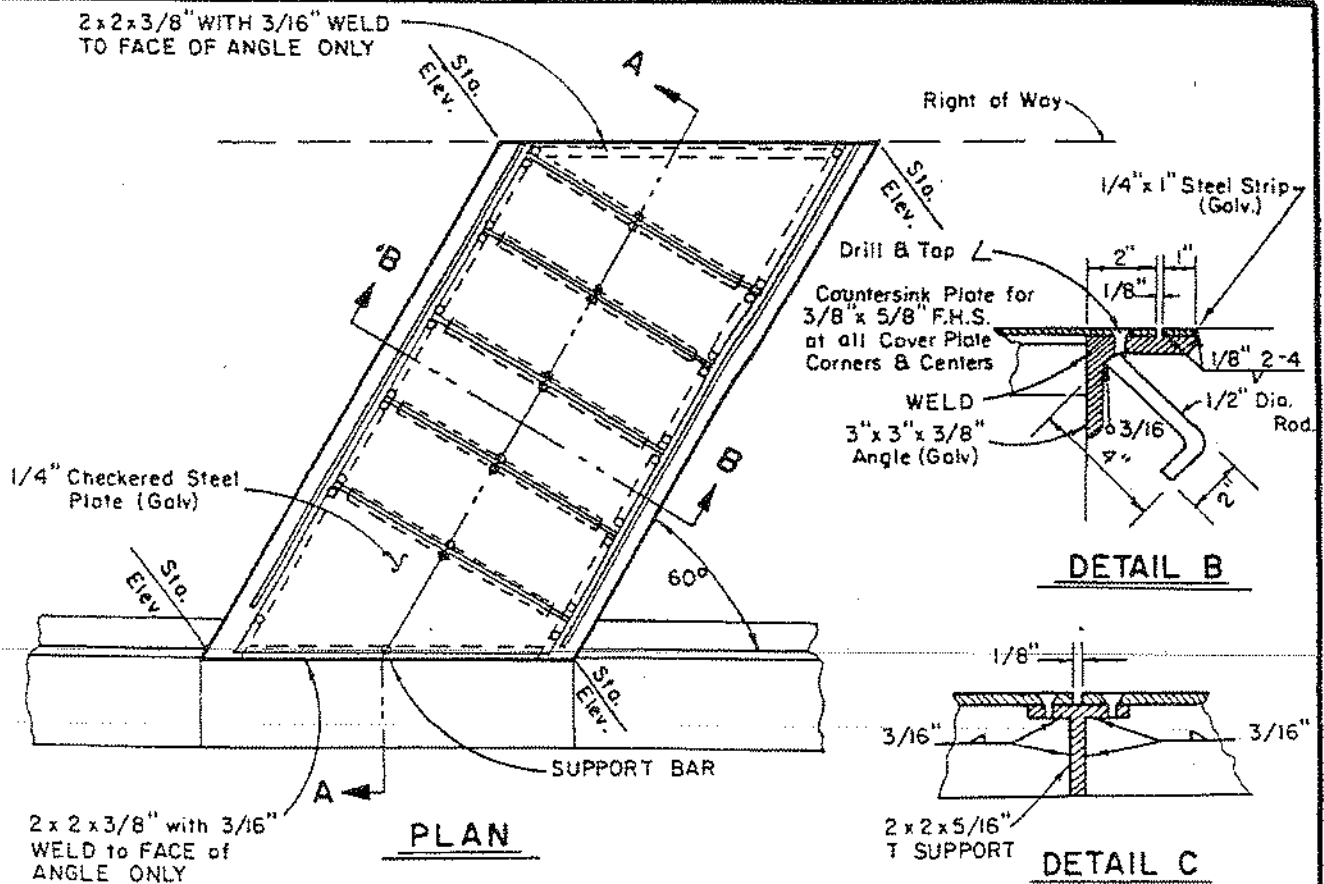 2 x 2 x 3/8" WITH 3/16" WELD
TO FACE OF ANGLE ONLY
Sta.
Elev.
A
Right of Way
Sta.
Elev.
1/4" x 1" Steel Strip
(Galv.)
B
Drill & Tap
2"
1"
1/8"
Countersink Plate for
3/8" x 5/8" F.H.S.
at all Cover Plate
Corners & Centers
1/8" 2-4
WELD
1/2" Dia.
Rod.
3" x 3" x 3/8"
Angle (Galv)
3/16
4"
2"
B
1/4" Checkered Steel
Plate (Galv)
DETAIL B
60°
Sta.
Elev.
1/8"
Sta.
Elev.
3/16"
3/16"
SUPPORT BAR
A
2 x 2 x 3/8" with 3/16"
WELD to FACE of
ANGLE ONLY
PLAN
2 x 2 x 5/16"
T SUPPORT
DETAIL C